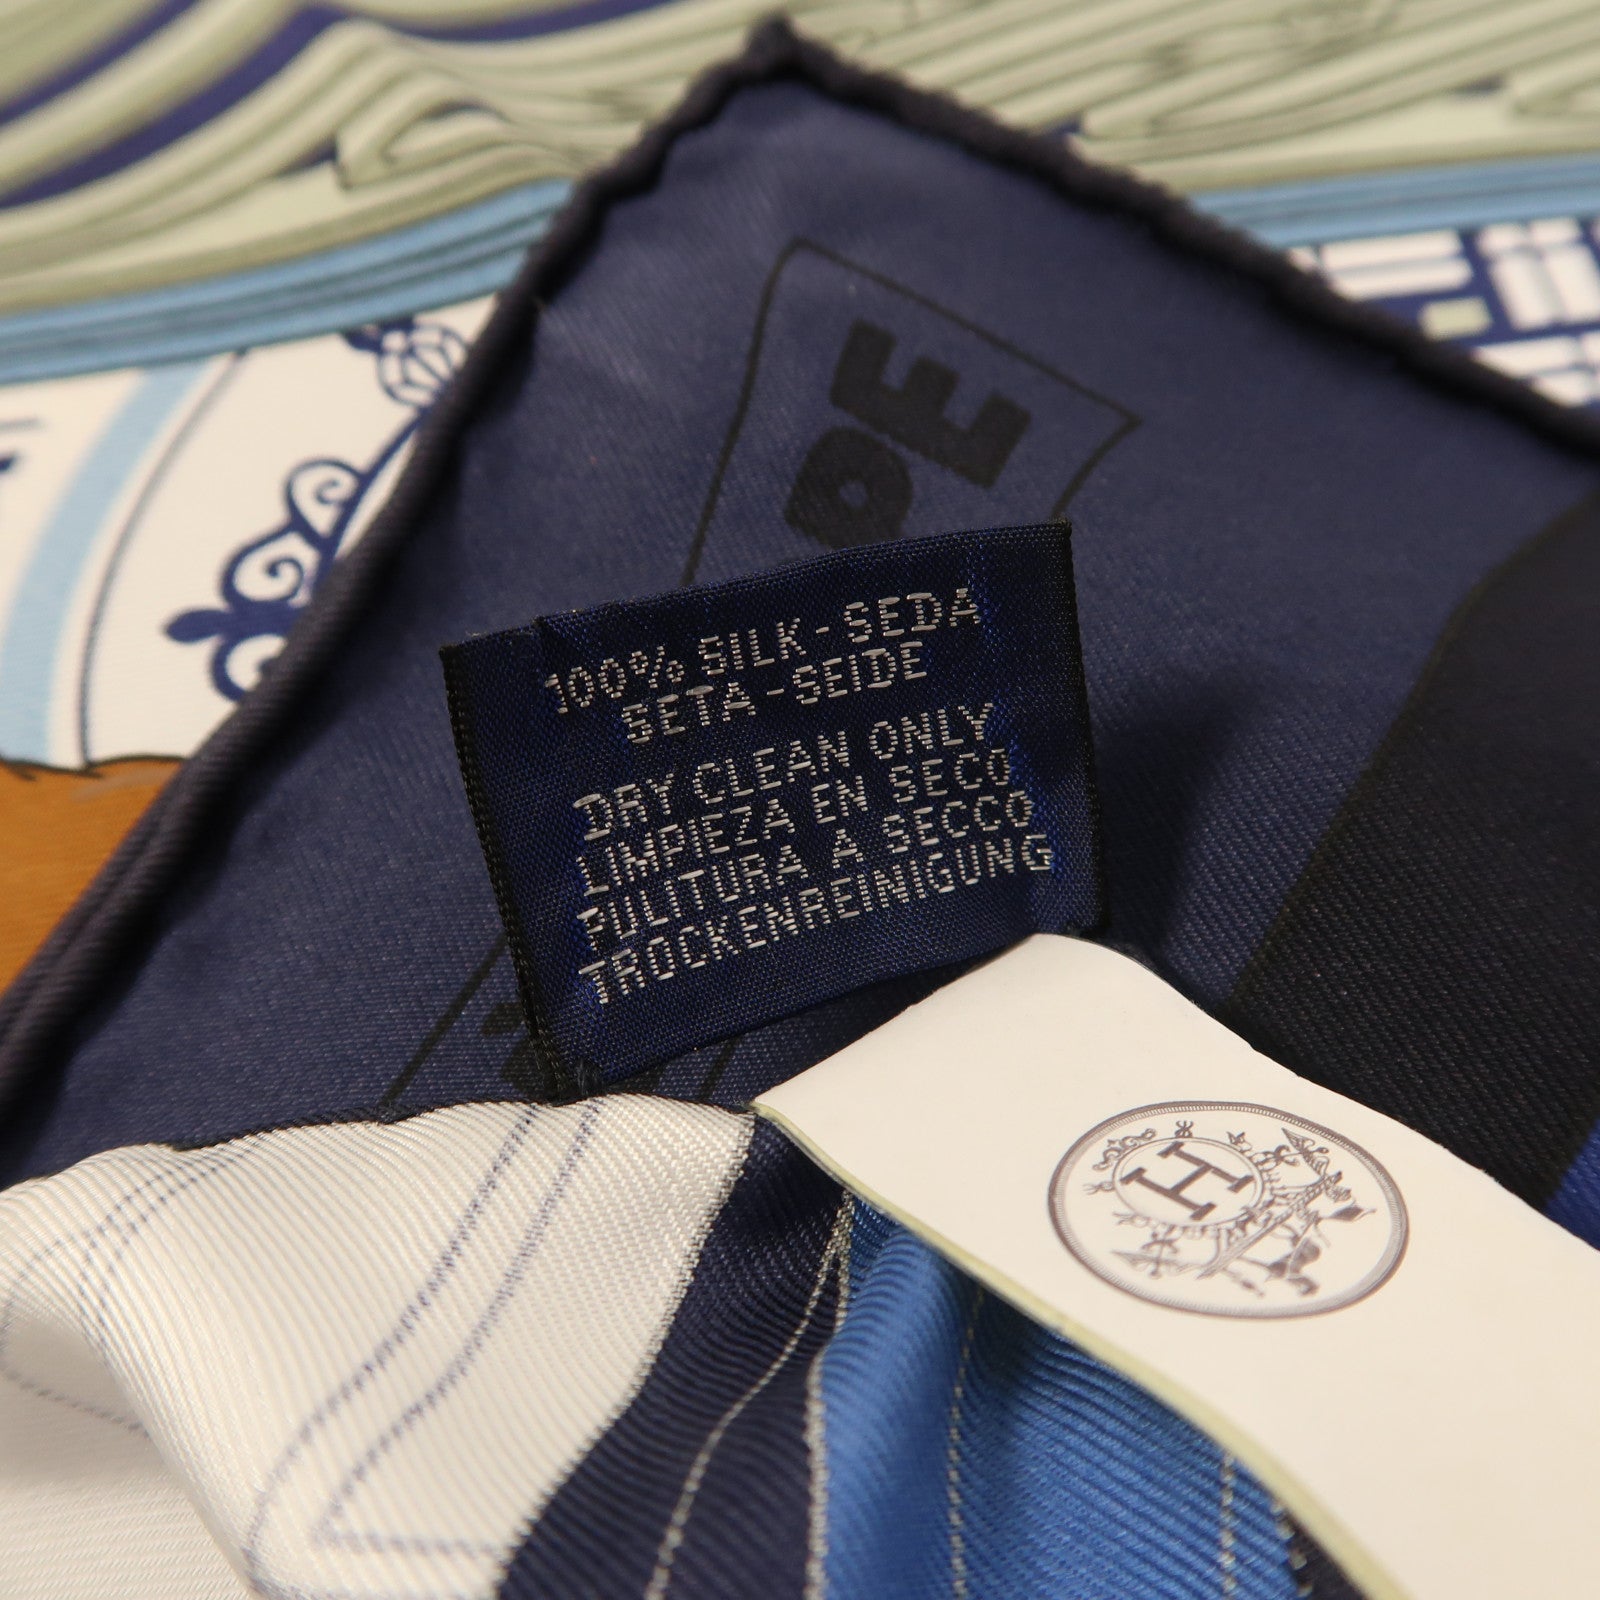 100% SILK - SEDA
SETA - SEIDE
DRY CLEAN ONLY
LIMPIEZA EN SECO
PULITURA A SECCO
TROCKENREINIGUNG
H